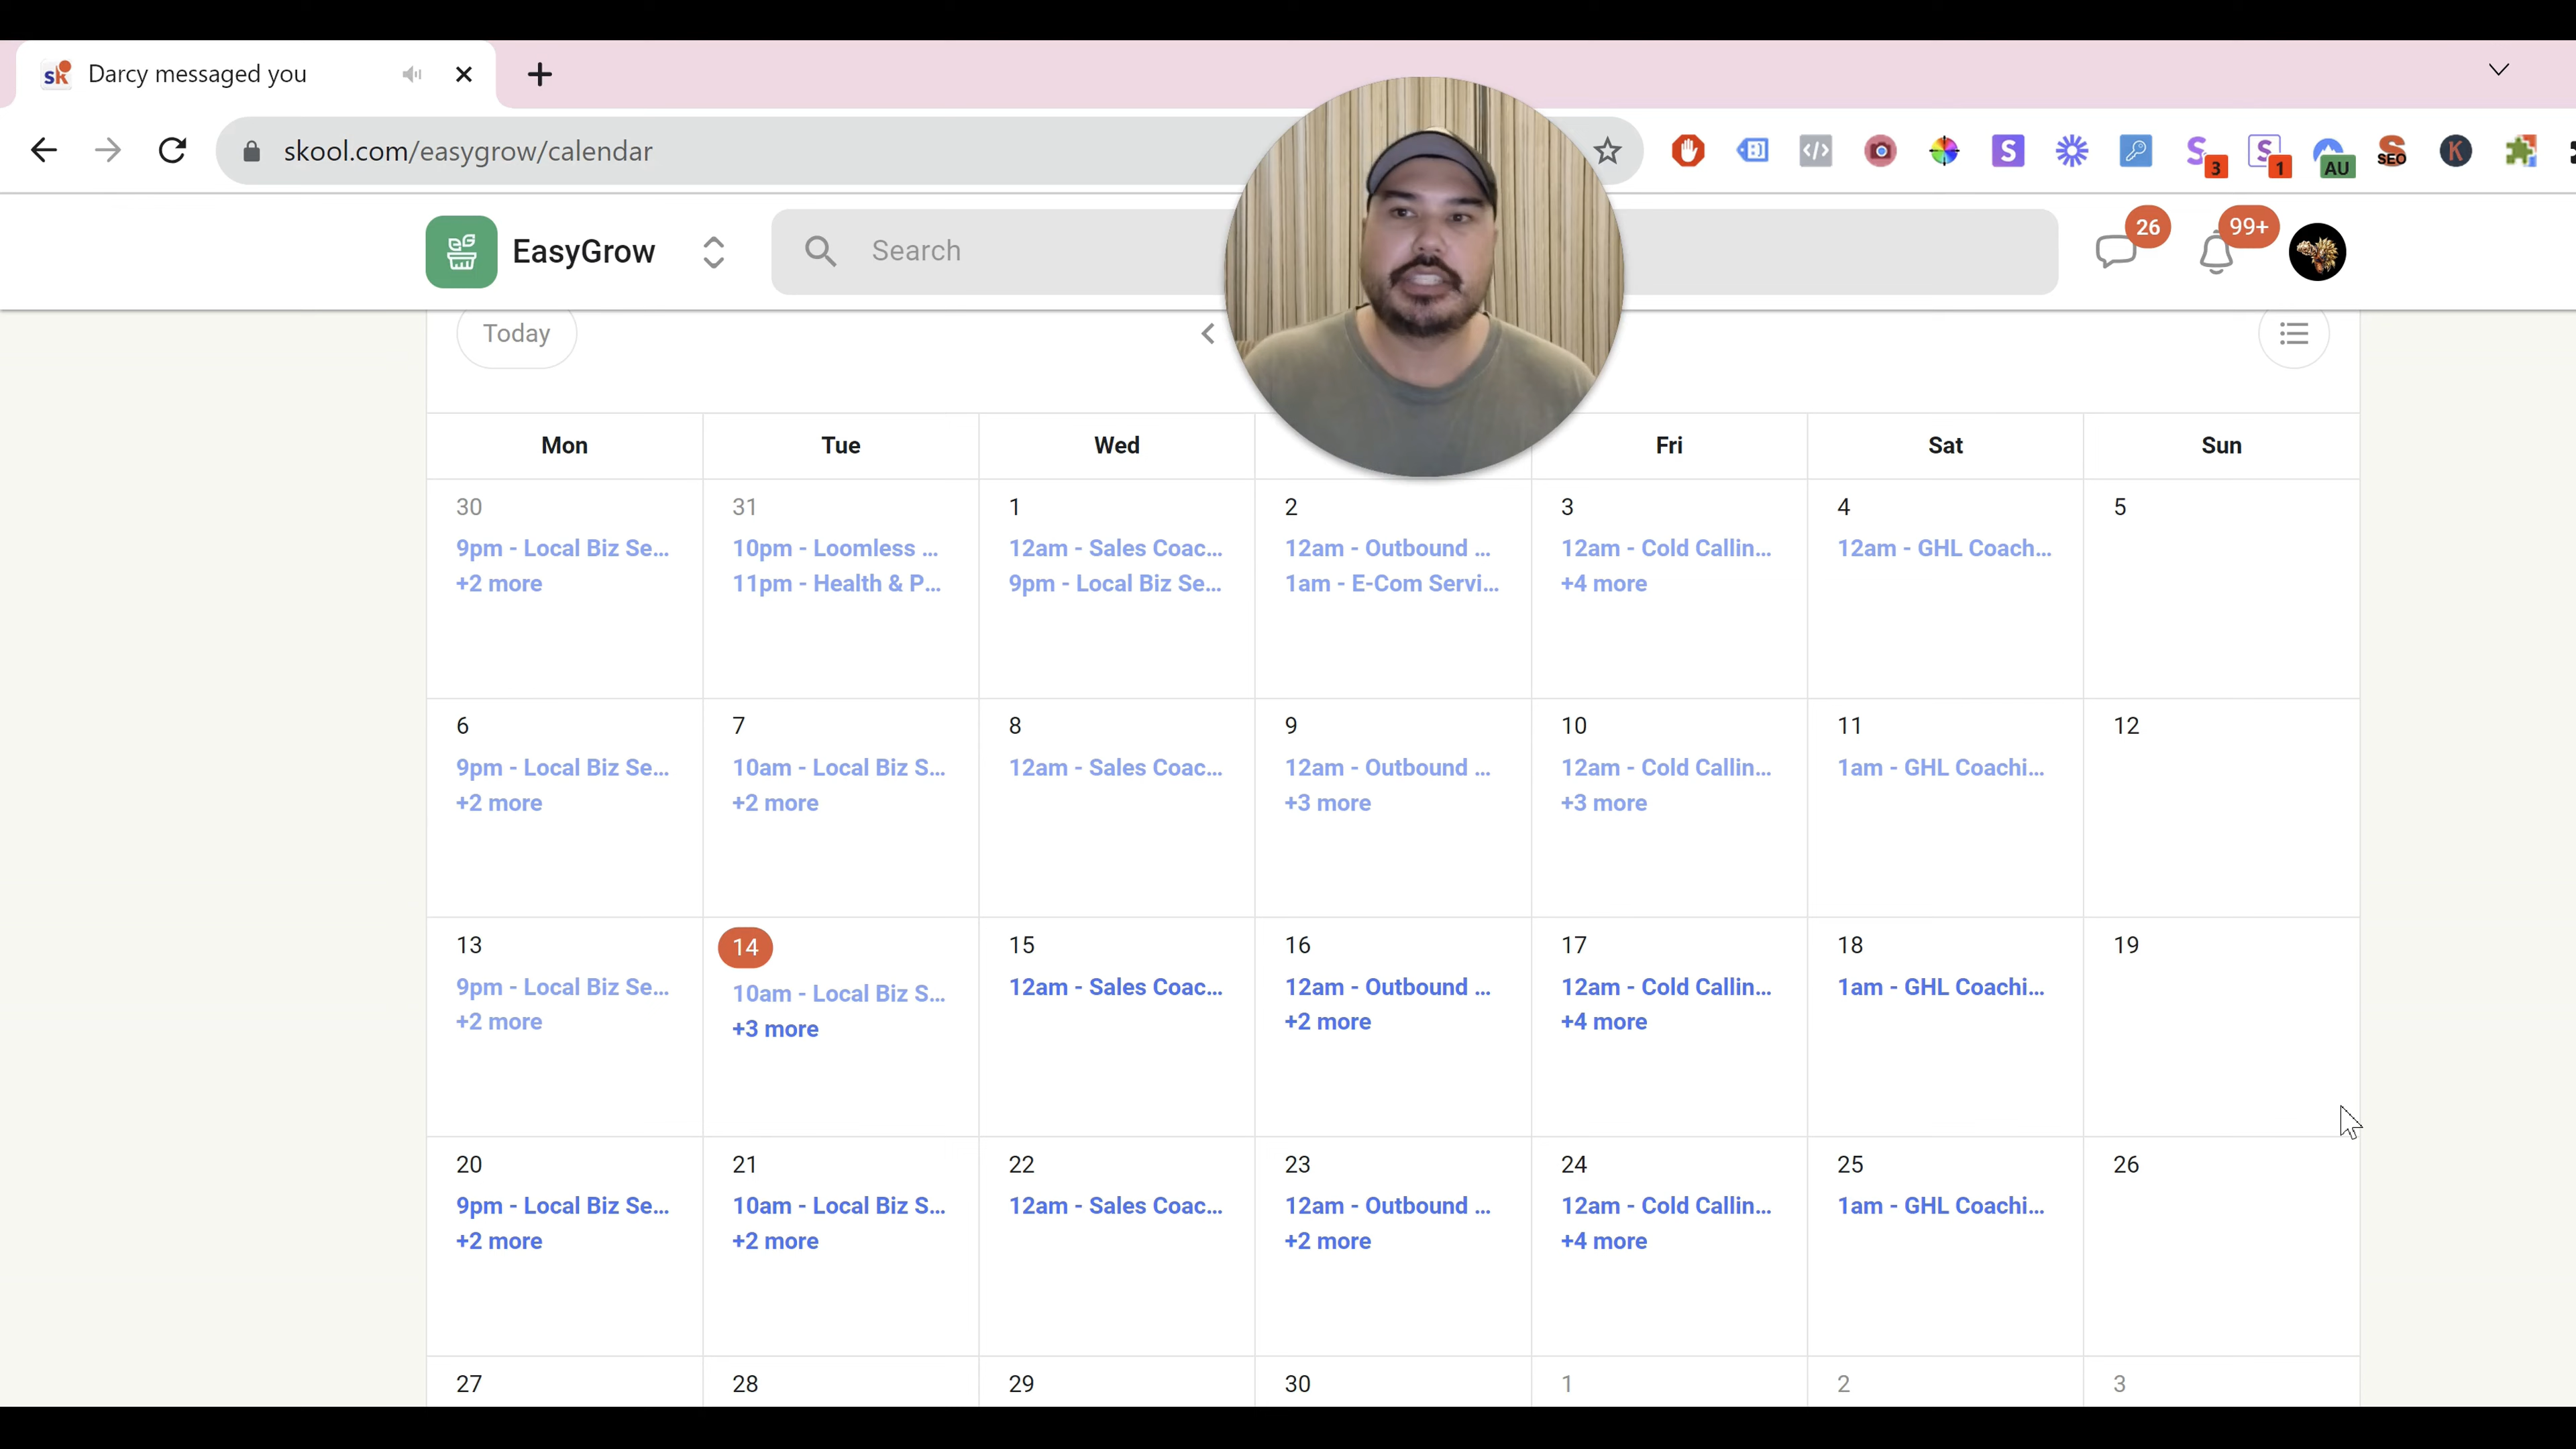 Darcy messaged you
skool.com/easygrow/calendar
3
1
AU
SEO
K
EasyGrow
Search
26
99+
Today
Mon Tue Wed Fri Sat Sun
30 31 1 2 3 4 5
9pm - Local Biz Se... 10pm - Loomless ... 12am - Sales Coac... 12am - Outbound ... 12am - Cold Callin... 12am - GHL Coach...
+2 more 11pm - Health & P... 9pm - Local Biz Se... 1am - E-Com Servi... +4 more
6 7 8 9 10 11 12
9pm - Local Biz Se... 10am - Local Biz S... 12am - Sales Coac... 12am - Outbound ... 12am - Cold Callin... 1am - GHL Coachi...
+2 more +2 more +3 more +3 more
13 14 15 16 17 18 19
9pm - Local Biz Se... 10am - Local Biz S... 12am - Sales Coac... 12am - Outbound ... 12am - Cold Callin... 1am - GHL Coachi...
+2 more +3 more +2 more +4 more
20 21 22 23 24 25 26
9pm - Local Biz Se... 10am - Local Biz S... 12am - Sales Coac... 12am - Outbound ... 12am - Cold Callin... 1am - GHL Coachi...
+2 more +2 more +2 more +4 more
27 28 29 30 1 2 3